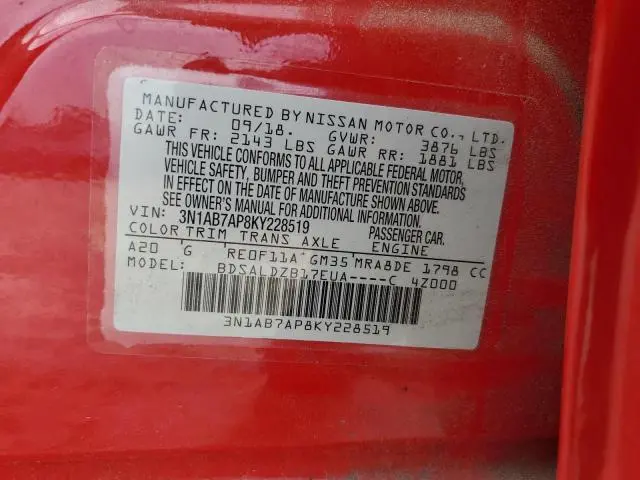 MANUFACTURED BY NISSAN MOTOR CO., LTD.
DATE: 09/18. GVWR: 3876 LBS
GAWR FR: 2143 LBS GAWR RR: 1881 LBS
THIS VEHICLE CONFORMS TO ALL APPLICABLE FEDERAL MOTOR
VEHICLE SAFETY, BUMPER AND THEFT PREVENTION STANDARDS
IN EFFECT ON THE DATE OF MANUFACTURE SHOWN ABOVE.
SEE OWNER'S MANUAL FOR ADDITIONAL INFORMATION.
VIN: 3N1AB7AP8KY228519 PASSENGER CAR.
COLOR TRIM TRANS AXLE ENGINE
A20 G RE0F11A GM35 MRA8DE 1798 CC
MODEL: BDSALDZB17EUA----C 4Z000
3N1AB7AP8KY228519